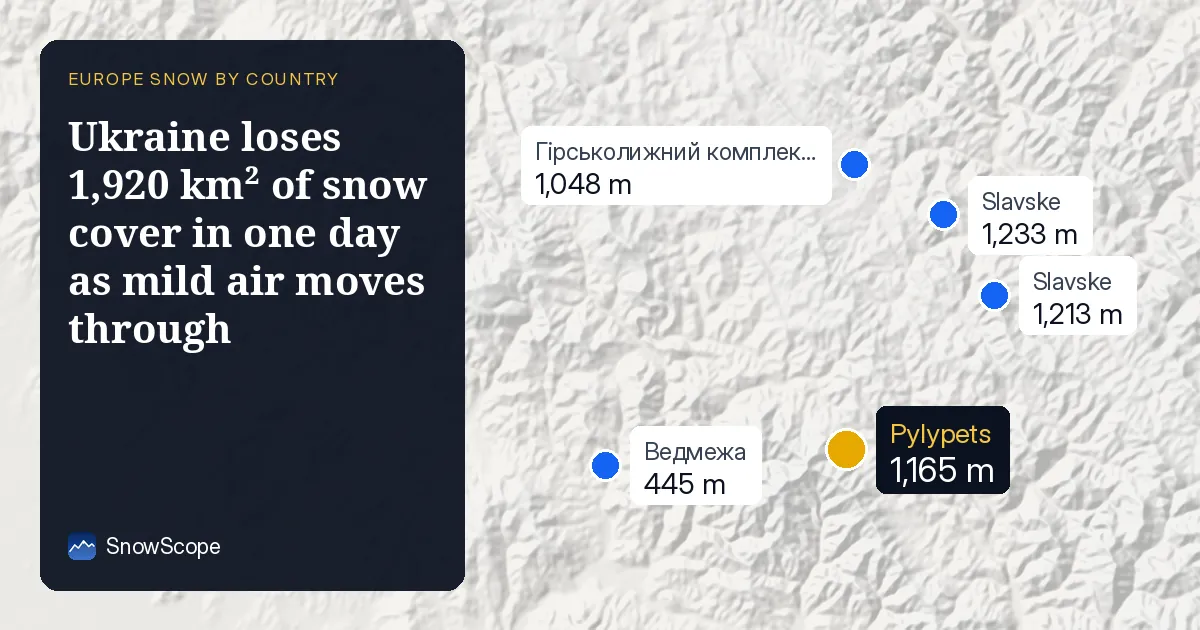 EUROPE SNOW BY COUNTRY
Ukraine loses
1,920 km² of snow
cover in one day
as mild air moves
through
SnowScope
Гірськолижний комплек...
1,048 m
Slavske
1,233 m
Slavske
1,213 m
Ведмежа
445 m
Pylypets
1,165 m